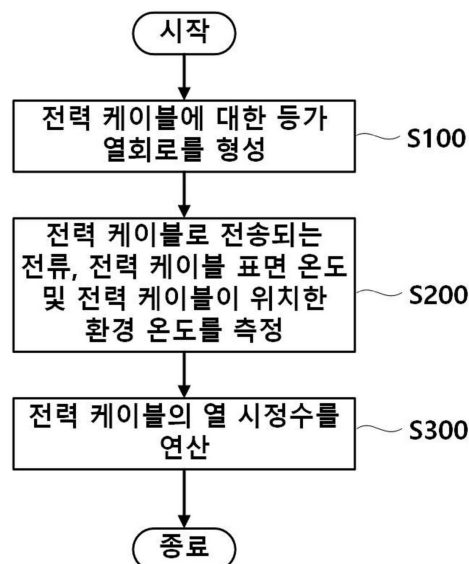 시작
전력 케이블에 대한 등가
열회로를 형성
S100
전력 케이블로 전송되는
전류, 전력 케이블 표면 온도
및 전력 케이블이 위치한
환경 온도를 측정
S200
전력 케이블의 열 시정수를
연산
S300
종료